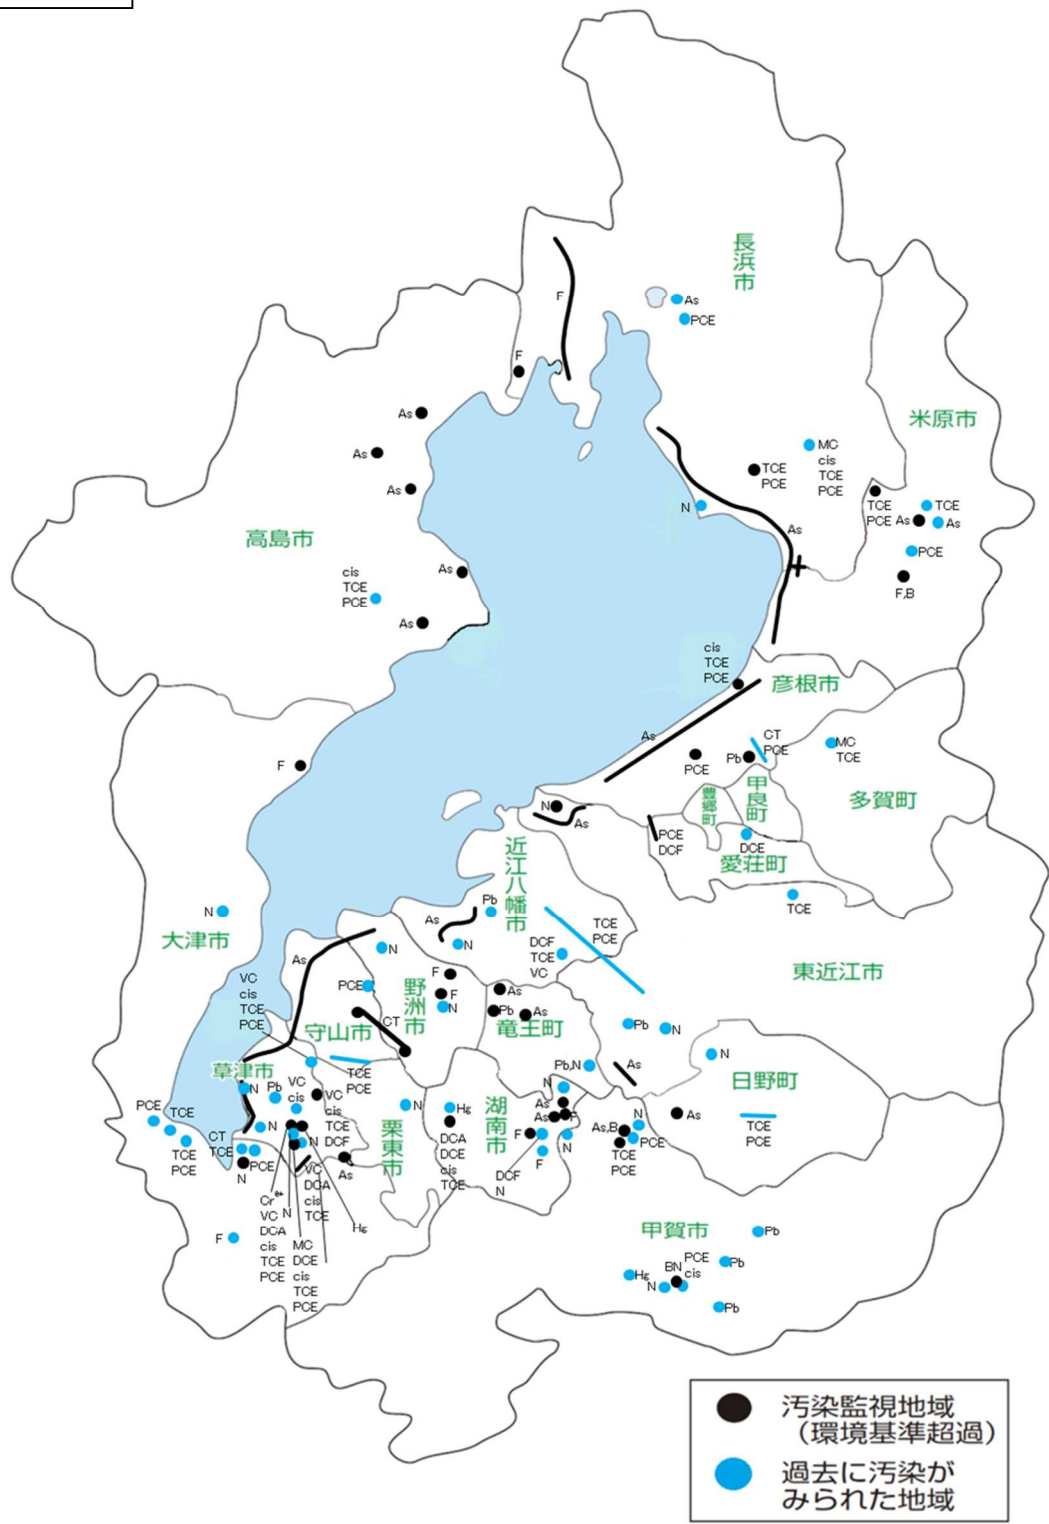 長浜市
F
As
PCE
F
As
As
As
米原市
MC
cis
TCE
PCE
TCE
PCE
TCE
PCE
TCE
As
As
PCE
F,B
N
As
高島市
cis
TCE
PCE
As
As
cis
TCE
PCE
彦根市
As
PCE
Pb
CT
PCE
MC
TCE
多賀町
甲良町
豊郷町
F
N
As
PCE
DCF
DCE
愛荘町
TCE
近江八幡市
Pb
As
N
DCF
TCE
VC
TCE
PCE
東近江市
N
大津市
As
N
PCE
野洲市
F
F
N
CT
守山市
As
Pb
As
竜王町
Pb
N
VC
cis
TCE
PCE
TCE
PCE
草津市
N
Pb
VC
cis
VC
cis
TCE
DCF
N
N
As
栗東市
N
Hg
DCA
DCE
cis
TCE
湖南市
Pb,N
N
As
As
F
F
F
N
DCF
N
As
日野町
N
As
TCE
PCE
As,B
N
PCE
TCE
PCE
PCE
TCE
TCE
PCE
CT
TCE
PCE
N
F
Cr6+
VC
DCA
cis
TCE
PCE
N
MC
DCE
cis
TCE
PCE
VC
DCA
cis
TCE
Hg
甲賀市
Pb
Pb
Pb
Hg
N
BN
PCE
cis
汚染監視地域
（環境基準超過）
過去に汚染が
みられた地域